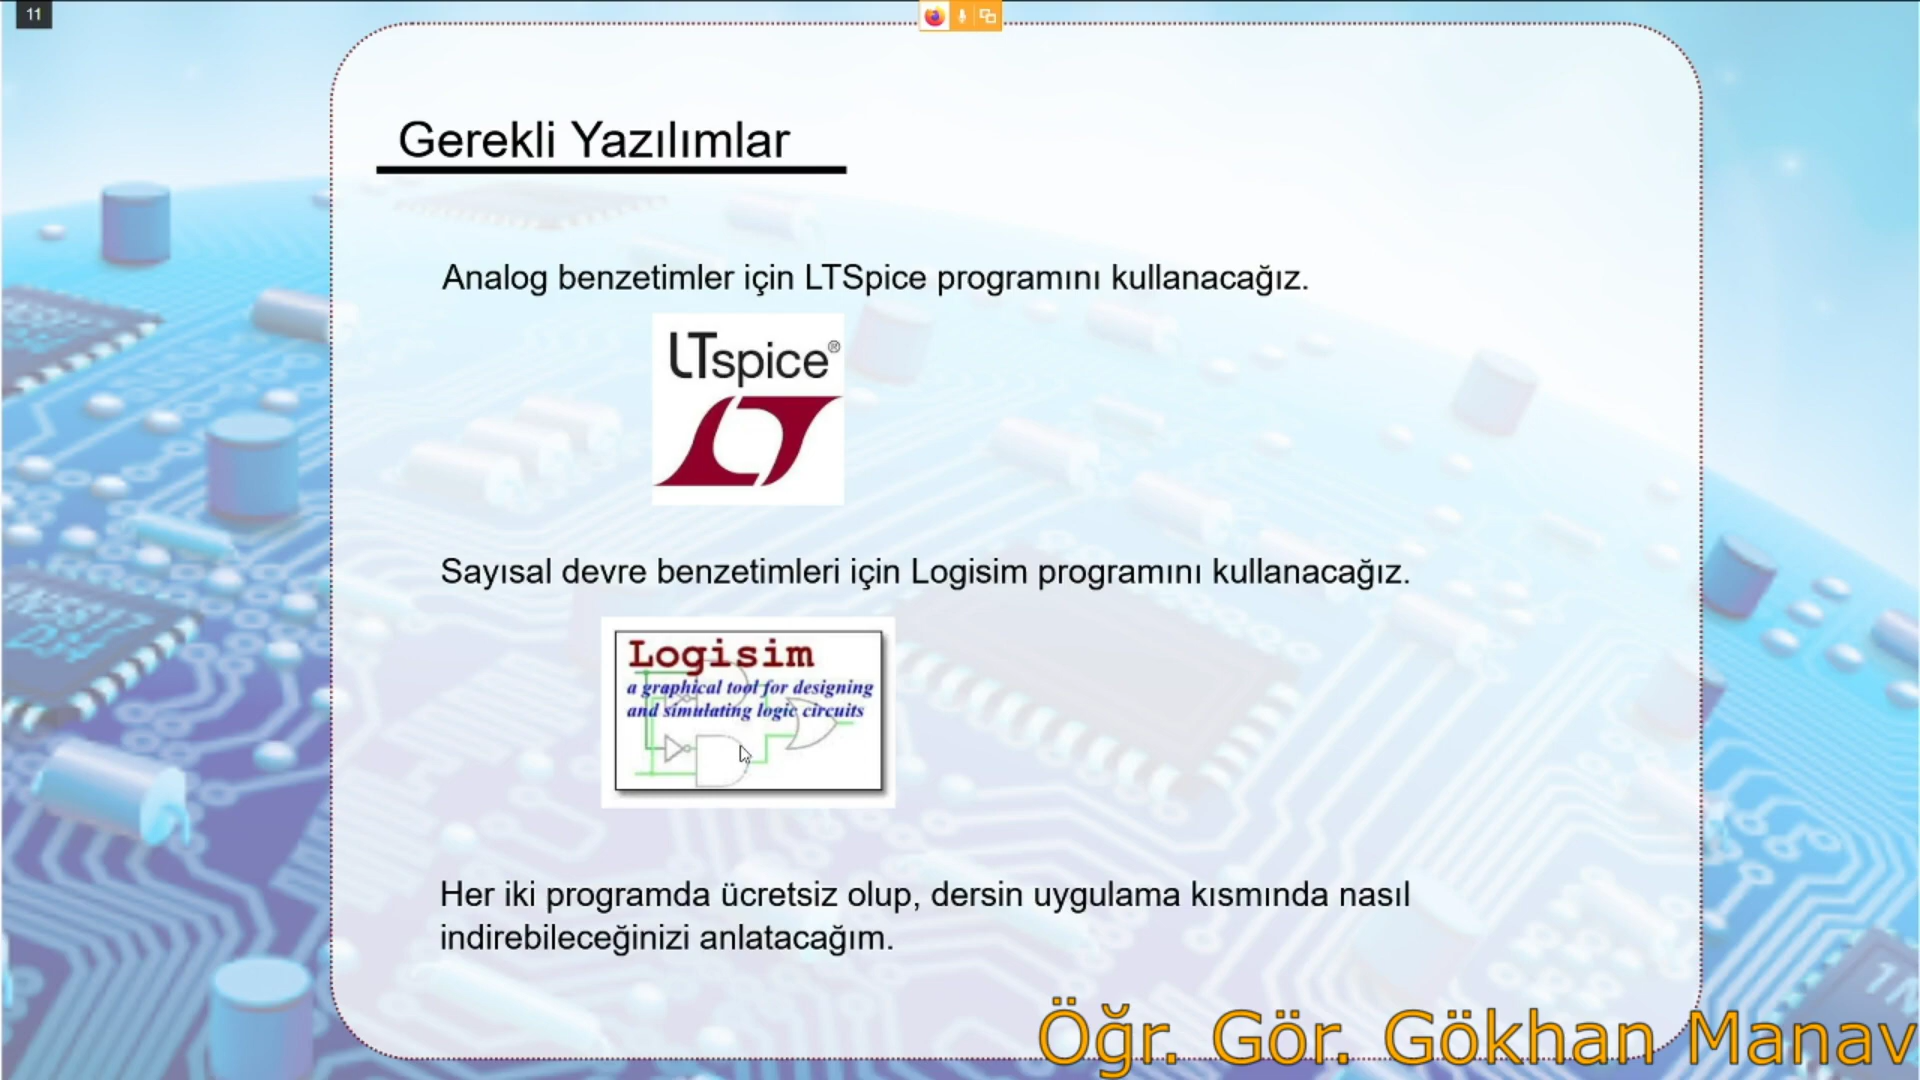 11
Gerekli Yazılımlar
Analog benzetimler için LTSpice programını kullanacağız.
LTspice®
Sayısal devre benzetimleri için Logisim programını kullanacağız.
Logisim
a graphical tool for designing
and simulating logic circuits
Her iki programda ücretsiz olup, dersin uygulama kısmında nasıl
indirebileceğinizi anlatacağım.
Öğr. Gör. Gökhan Manav